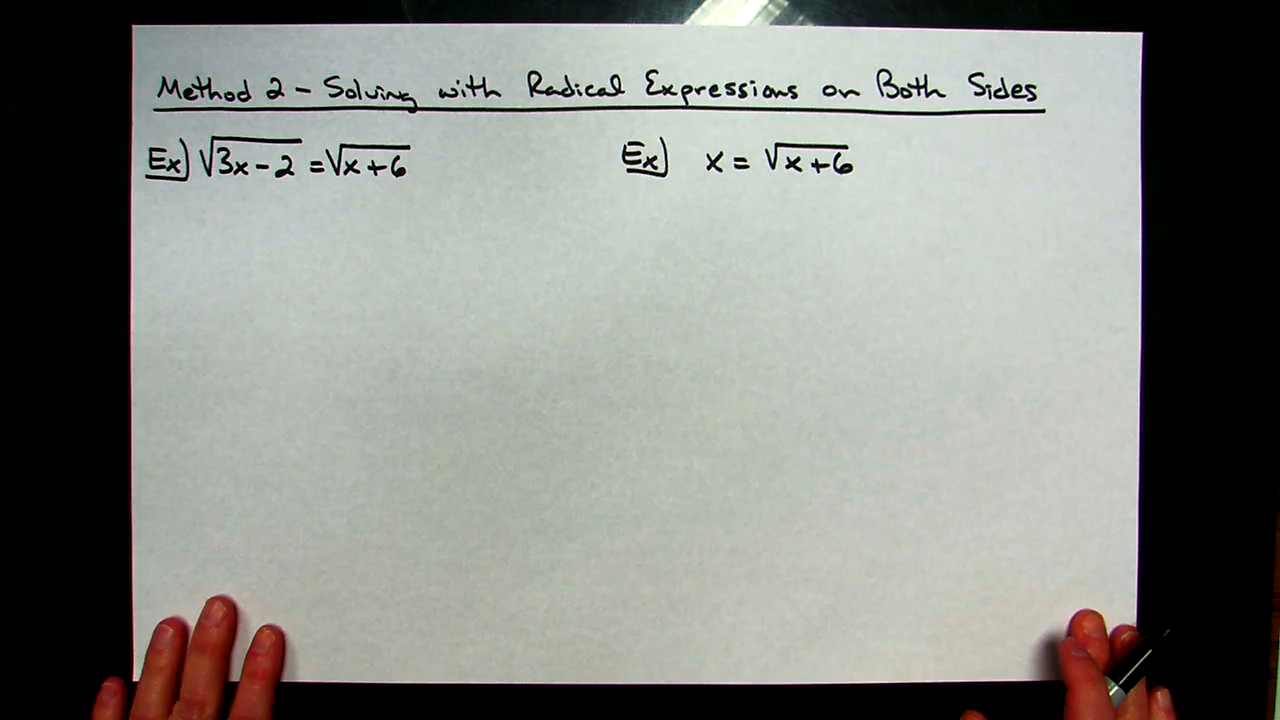 Method 2 - Solving with Radical Expressions on Both Sides
Ex) √3x-2 = √x+6
Ex) x = √x+6